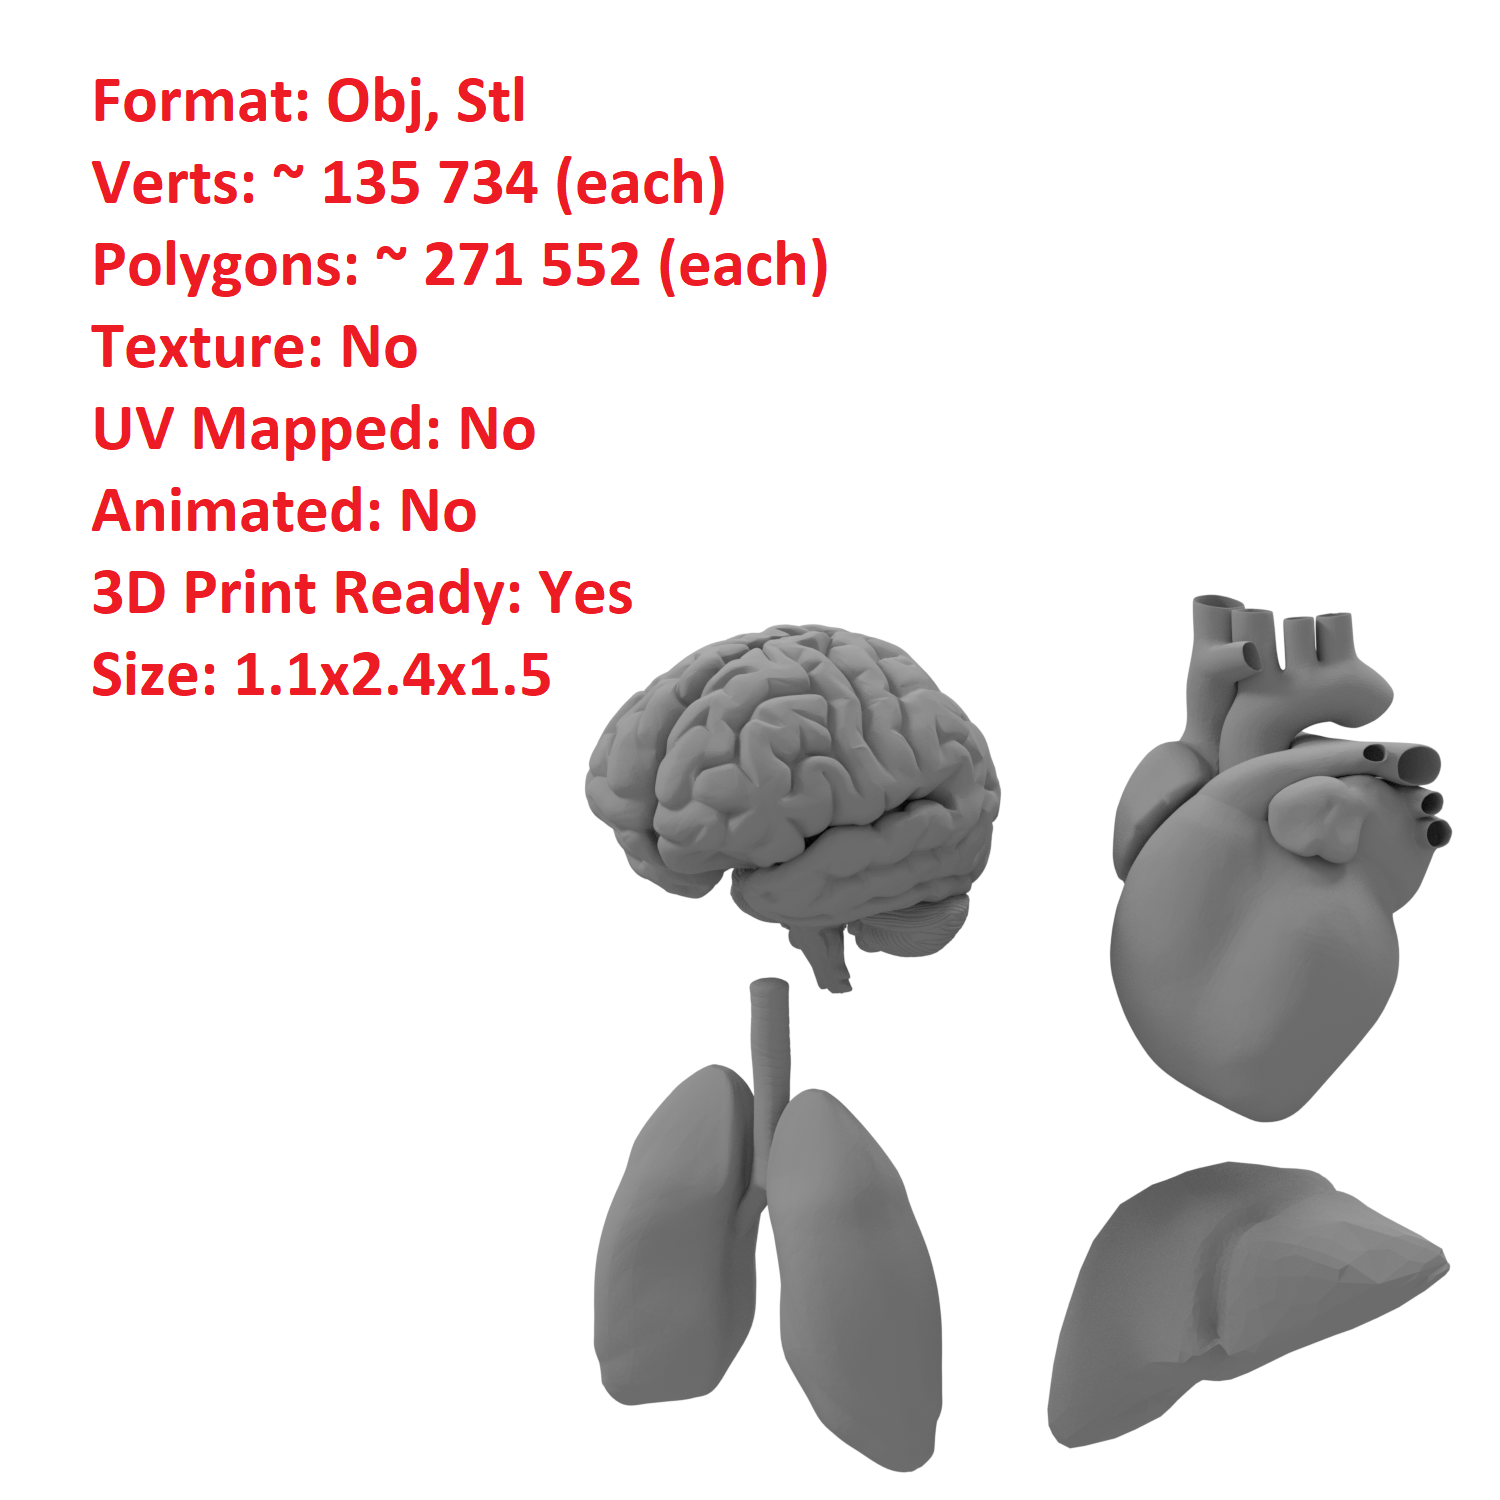 Format: Obj, Stl
Verts: ~ 135 734 (each)
Polygons: ~ 271 552 (each)
Texture: No
UV Mapped: No
Animated: No
3D Print Ready: Yes
Size: 1.1x2.4x1.5